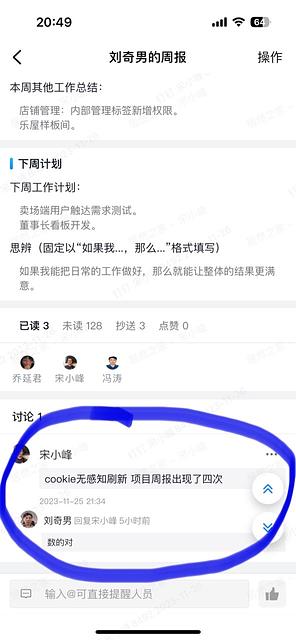 20:49
64
刘奇男的周报
操作
本周其他工作总结：
店铺管理：内部管理标签新增权限。
乐屋样板间。
下周计划
下周工作计划：
卖场端用户触达需求测试。
董事长看板开发。
思辨（固定以“如果我...，那么...”格式填写）
如果我能把日常的工作做好，那么就能让整体的结果更满
意。
已读 3 未读 128 抄送 3 点赞 0
乔延君 宋小峰 冯涛
讨论 1
宋小峰
cookie无感知刷新 项目周报出现了四次
2023-11-25 21:34
刘奇男 回复宋小峰 5小时前
数的对
输入@可直接提醒人员